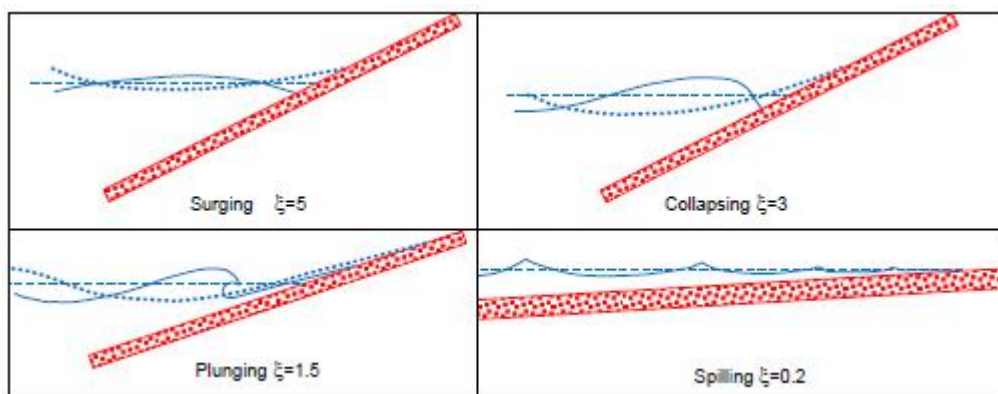 Surging ξ=5
Collapsing ξ=3
Plunging ξ=1.5
Spilling ξ=0.2